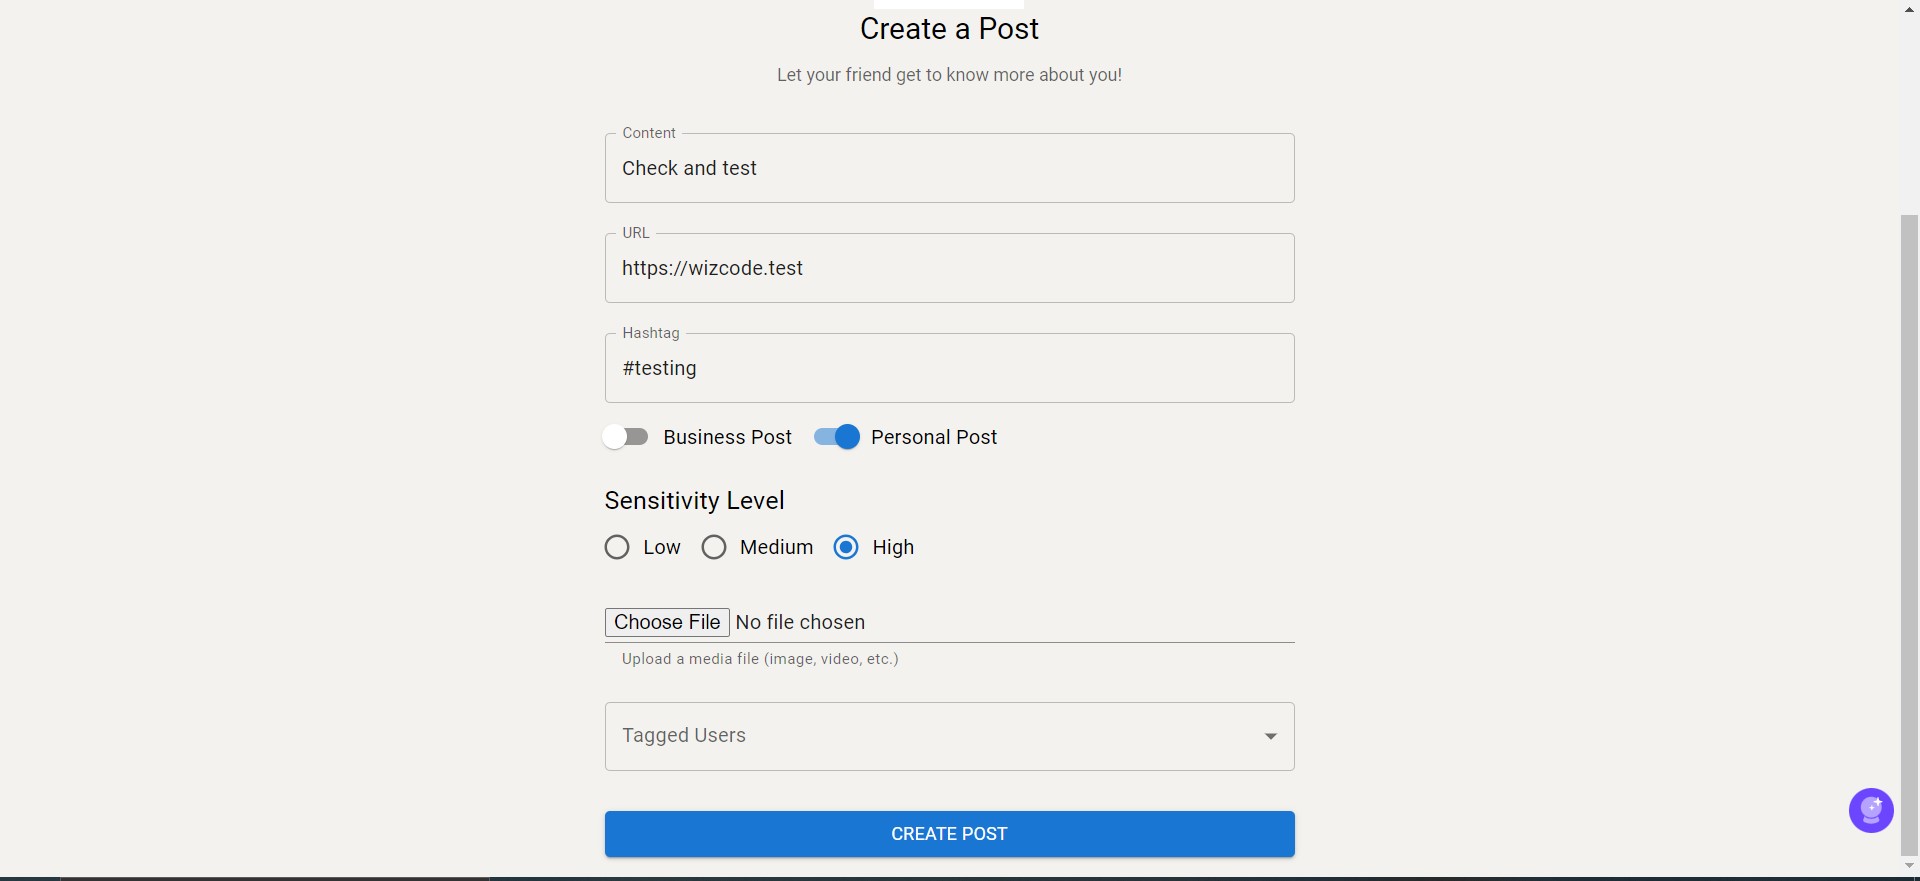 Create a Post
Let your friend get to know more about you!
Content
Check and test
URL
https://wizcode.test
Hashtag
#testing
Business Post Personal Post
Sensitivity Level
Low Medium High
Choose File No file chosen
Upload a media file (image, video, etc.)
Tagged Users
CREATE POST